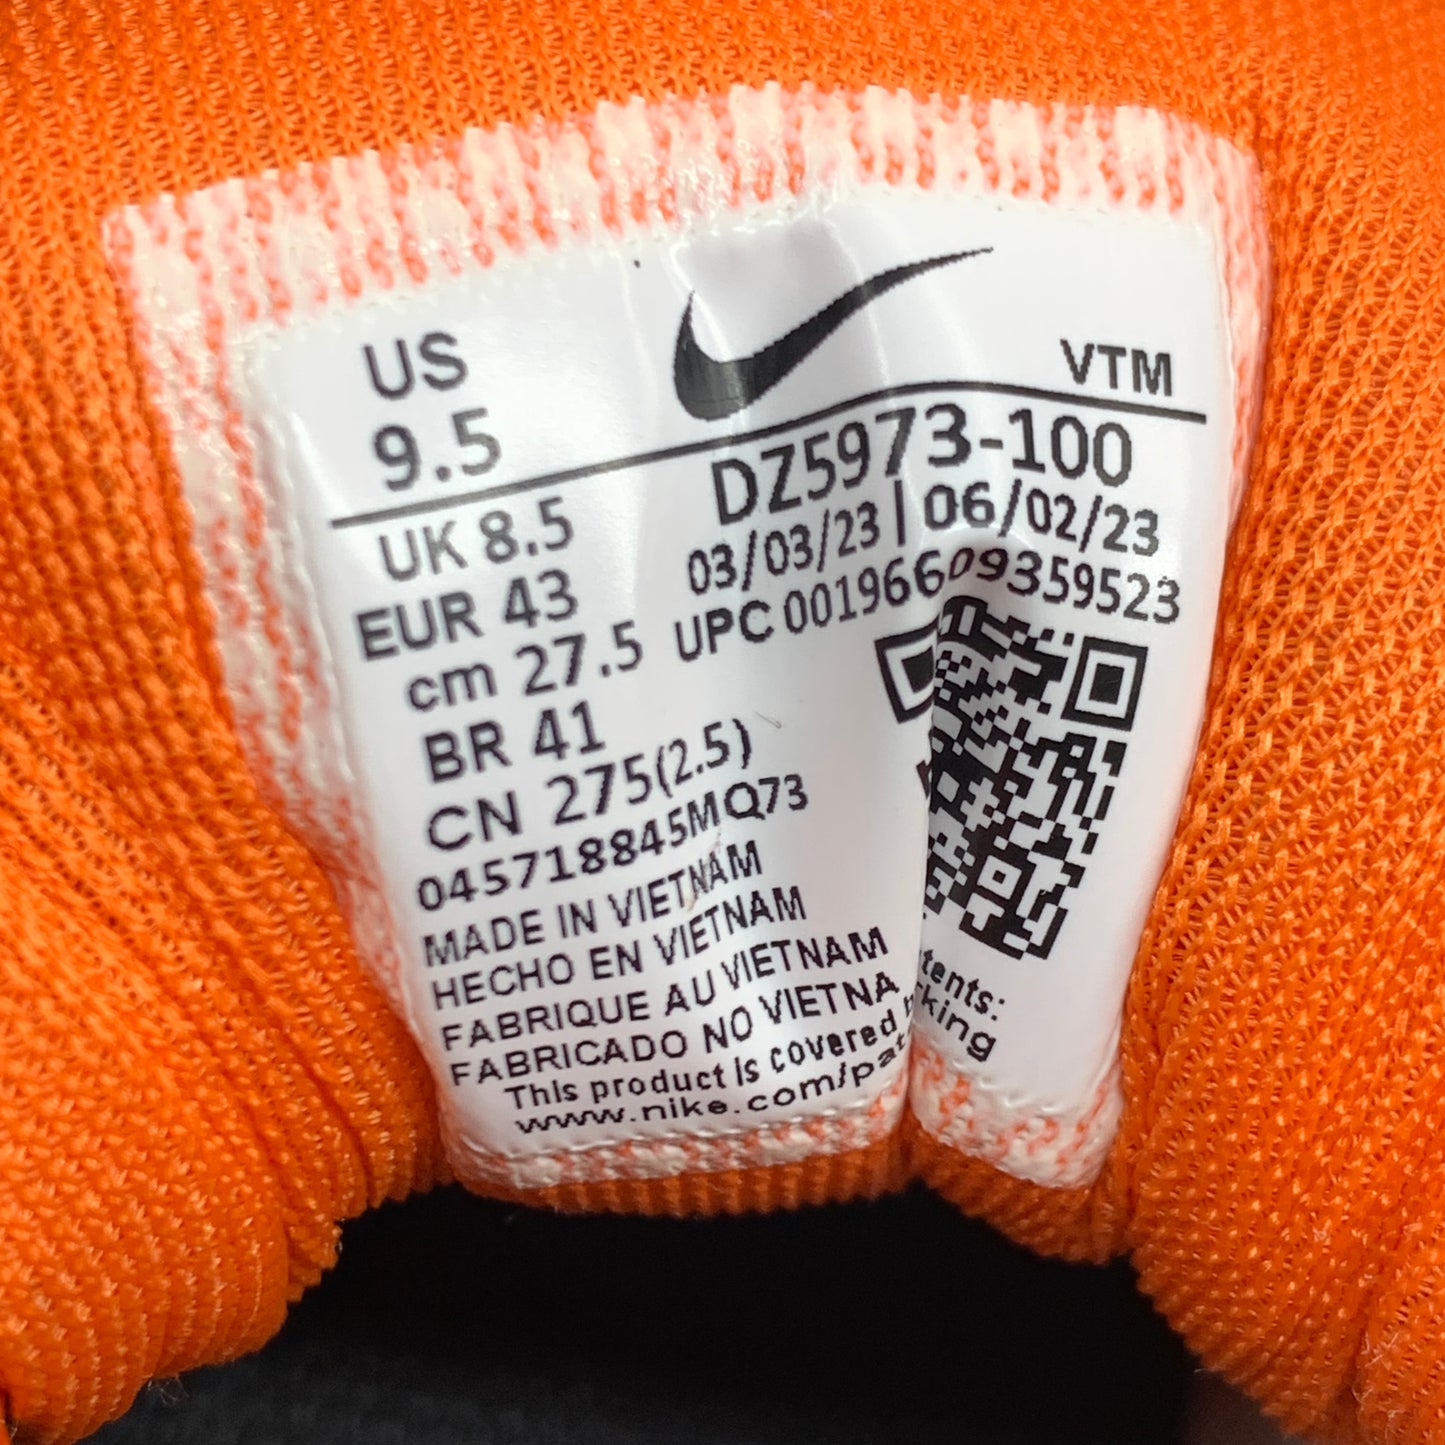 US
9.5
VTM
DZ5973-100
03/03/23 | 06/02/23
UPC 00196609359523
UK 8.5
EUR 43
cm 27.5
BR 41
CN 275(2.5)
045718845MQ73
MADE IN VIETNAM
HECHO EN VIETNAM
FABRIQUE AU VIETNAM
FABRICADO NO VIETNA
This product is covered
www.nike.com/pat